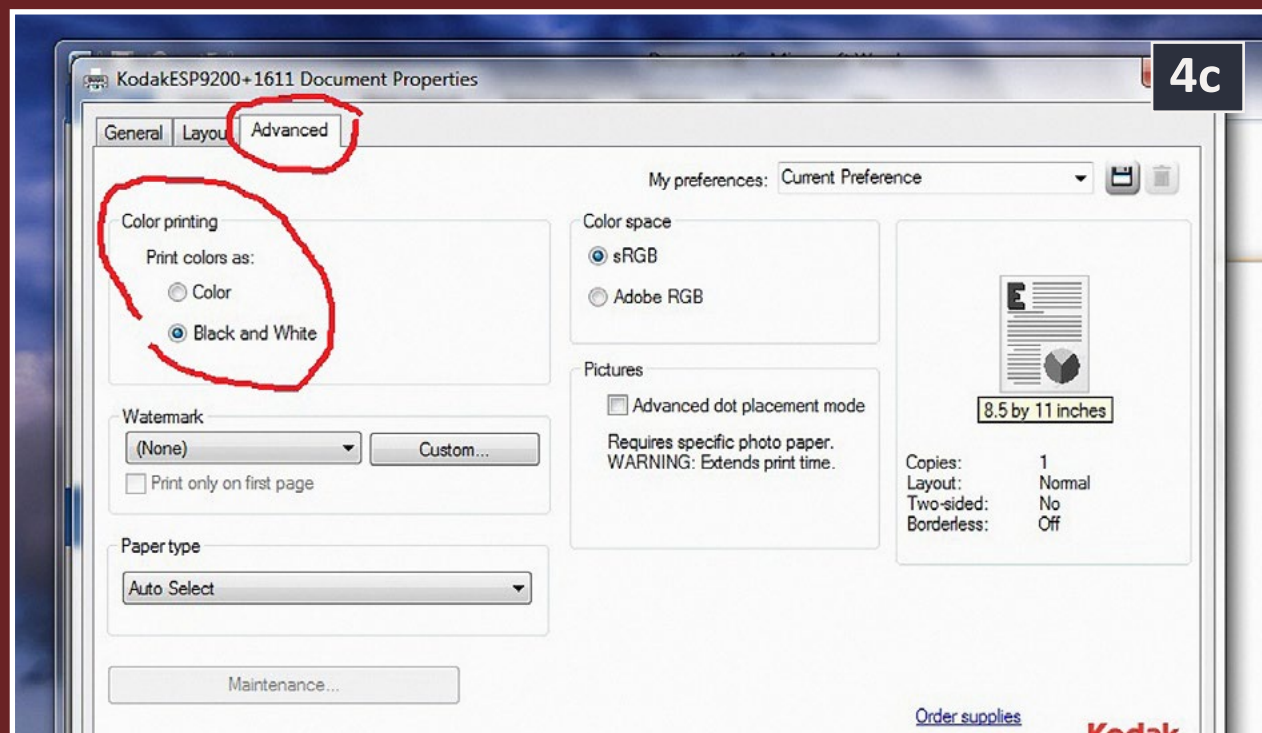 KodakESP9200+1611 Document Properties
4c
General Layou Advanced
My preferences: Current Preference
Color printing
Print colors as:
Color
Black and White
Color space
sRGB
Adobe RGB
Watermark
(None) Custom...
Print only on first page
Pictures
Advanced dot placement mode
Requires specific photo paper.
WARNING: Extends print time.
8.5 by 11 inches
Copies: 1
Layout: Normal
Two-sided: No
Borderless: Off
Paper type
Auto Select
Maintenance...
Order supplies
Kodak